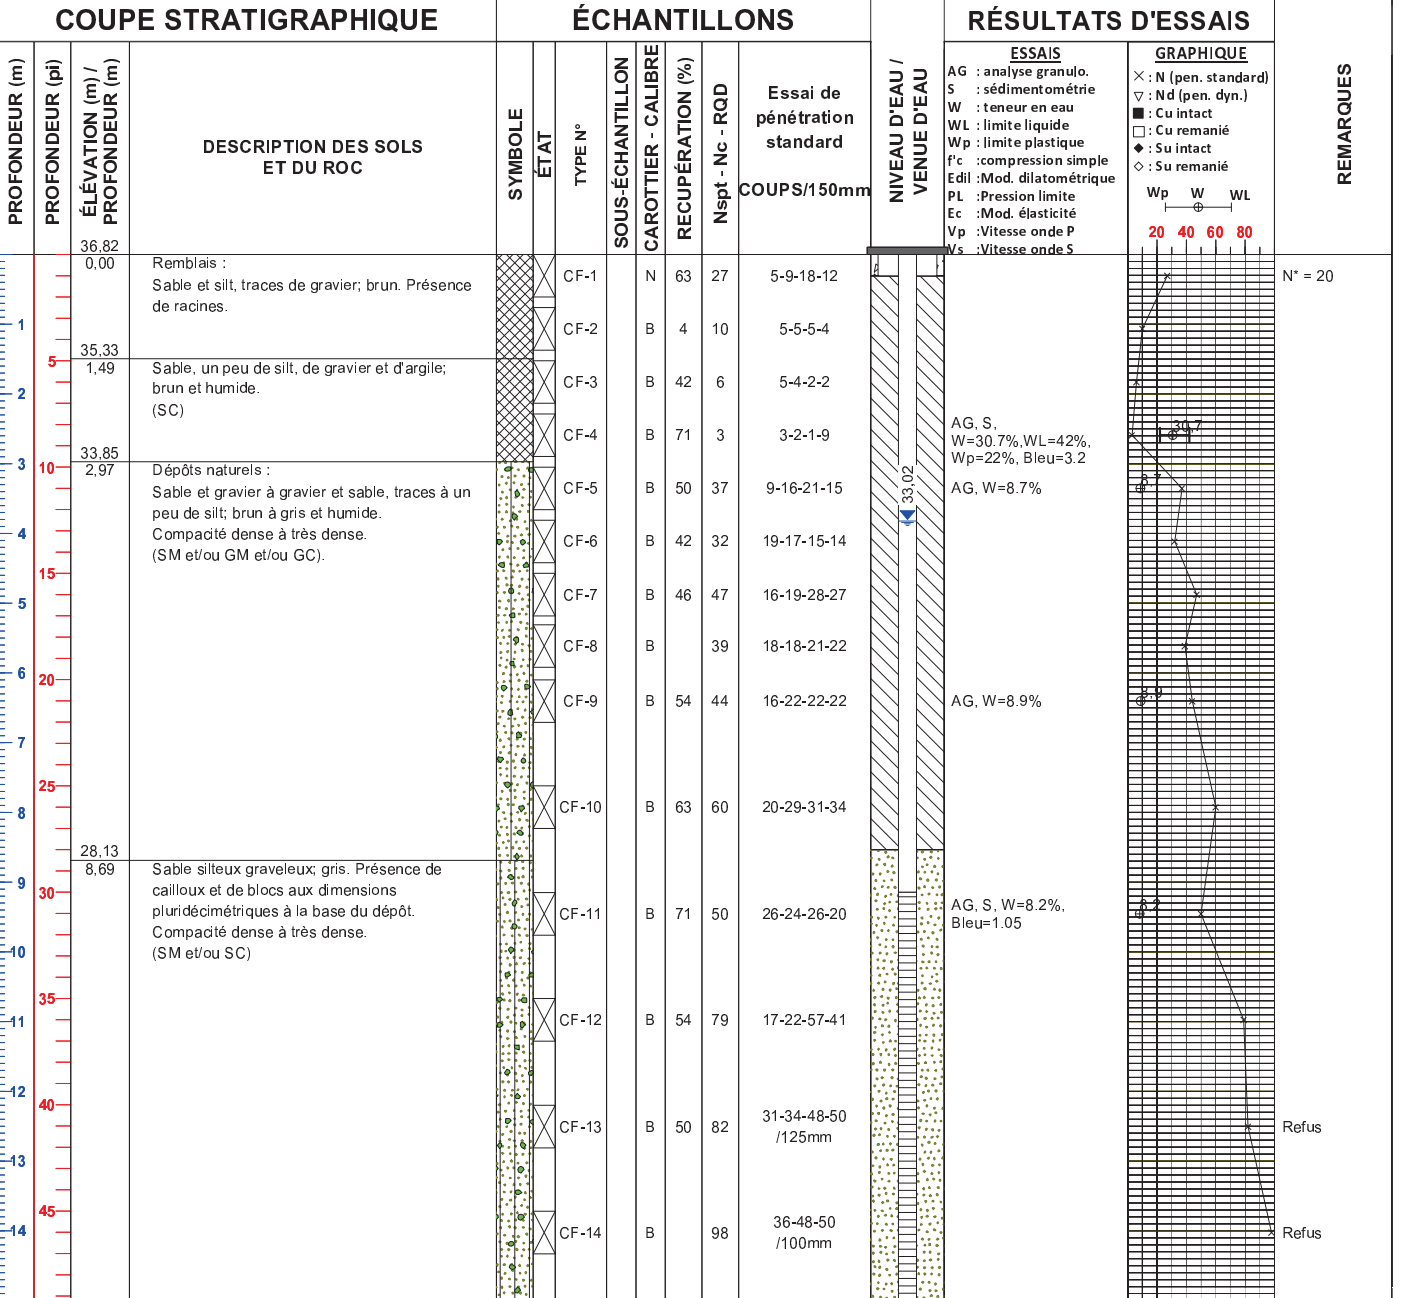 COUPE STRATIGRAPHIQUE
ÉCHANTILLONS
RÉSULTATS D'ESSAIS
PROFONDEUR (m)
PROFONDEUR (pi)
ÉLÉVATION (m) /
PROFONDEUR (m)
DESCRIPTION DES SOLS
ET DU ROC
SYMBOLE
ÉTAT
TYPE N°
SOUS-ÉCHANTILLON
CAROTTIER - CALIBRE
RECUPÉRATION (%)
Nspt - Nc - RQD
Essai de
pénétration
standard
COUPS/150mm
NIVEAU D'EAU /
VENUE D'EAU
ESSAIS
AG : analyse granulo.
S : sédimentométrie
W : teneur en eau
WL : limite liquide
Wp : limite plastique
f'c :compression simple
Edil :Mod. dilatométrique
PL : Pression limite
Ec :Mod. élasticité
Vp :Vitesse onde P
Vs :Vitesse onde S
GRAPHIQUE
× : N (pen. standard)
▽ : Nd (pen. dyn.)
■ : Cu intact
□ : Cu remanié
◆ : Su intact
◇ : Su remanié
Wp W WL
20 40 60 80
REMARQUES
36,82
0,00
Remblais :
Sable et silt, traces de gravier; brun. Présence
de racines.
CF-1 N 63 27 5-9-18-12
N* = 20
1
CF-2 B 4 10 5-5-5-4
35,33
5
1,49
Sable, un peu de silt, de gravier et d'argile;
brun et humide.
(SC)
2
CF-3 B 42 6 5-4-2-2
CF-4 B 71 3 3-2-1-9
AG, S,
W=30.7%,WL=42%,
Wp=22%, Bleu=3.2
30,7
33,85
3
10
2,97
Dépôts naturels :
Sable et gravier à gravier et sable, traces à un
peu de silt; brun à gris et humide.
Compacité dense à très dense.
(SM et/ou GM et/ou GC).
CF-5 B 50 37 9-16-21-15
33,02
AG, W=8.7%
8,7
4
CF-6 B 42 32 19-17-15-14
15
5
CF-7 B 46 47 16-19-28-27
CF-8 B 39 18-18-21-22
6
20
CF-9 B 54 44 16-22-22-22
AG, W=8.9%
8,9
7
25
8
CF-10 B 63 60 20-29-31-34
28,13
8,69
Sable silteux graveleux; gris. Présence de
cailloux et de blocs aux dimensions
pluridécimétriques à la base du dépôt.
Compacité dense à très dense.
(SM et/ou SC)
9
30
CF-11 B 71 50 26-24-26-20
AG, S, W=8.2%,
Bleu=1.05
8,2
10
35
11
CF-12 B 54 79 17-22-57-41
12
40
CF-13 B 50 82 31-34-48-50
/125mm
Refus
13
45
14
CF-14 B 98 36-48-50
/100mm
Refus